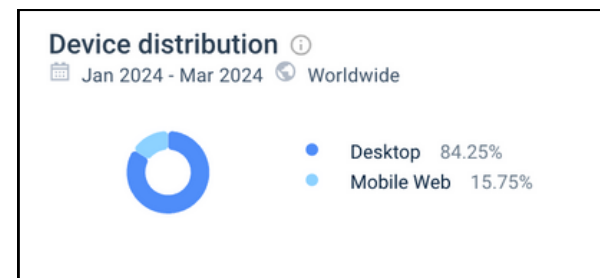 Device distribution
Jan 2024 - Mar 2024 Worldwide
Desktop 84.25%
Mobile Web 15.75%